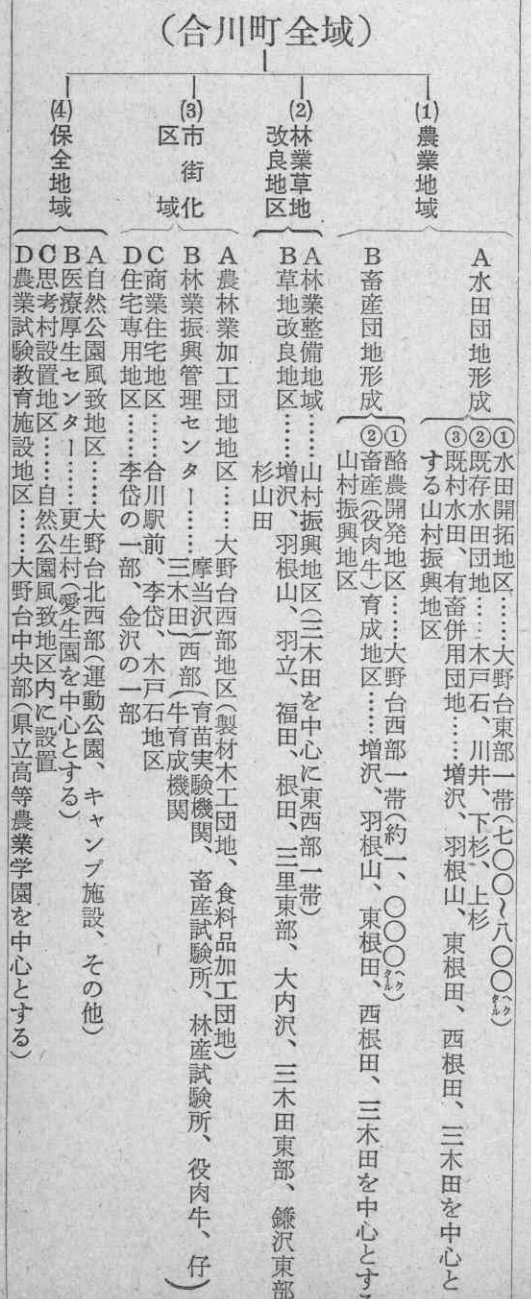 (合川町全域)
(1)農業地域
A水田団地形成
①水田開拓地区……大野台東部一帯(七〇〇〜八〇〇ヘクタール)
②既存水田団地……木戸石、川井、下杉、上杉
③既村水田、有畜併用団地……増沢、羽根山、東根田、西根田、三木田を中心と
する山村振興地区
B畜産団地形成
①酪農開発地区……大野台西部一帯(約一、〇〇〇ヘクタール)
②畜産(役肉牛)育成地区……増沢、羽根山、東根田、西根田、三木田を中心とする
山村振興地区
(2)林業草地
改良地区
A林業整備地域……山村振興地区(三木田を中心に東西部一帯)
B草地改良地区……増沢、羽根山、羽立、福田、根田、三里東部、大内沢、三木田東部、鎌沢東部
杉山田
(3)市街化
区域
A農林業加工団地地区……大野台西部地区(製材木工団地、食料品加工団地)
B林業振興管理センター……摩当沢
三木田
西部(育苗実験機関、畜産試験所、林産試験所、役肉牛、仔
牛育成機関)
C商業住宅地区……合川駅前、李岱、木戸石地区
D住宅専用地区……李岱の一部、金沢の一部
(4)保全地域
A自然公園風致地区……大野台北西部(運動公園、キャンプ施設、その他)
B医療厚生センター……更生村(愛生園を中心とする)
C思考村設置地区……自然公園風致地区内に設置
D農業試験教育施設地区……大野台中央部(県立高等農業学園を中心とする)